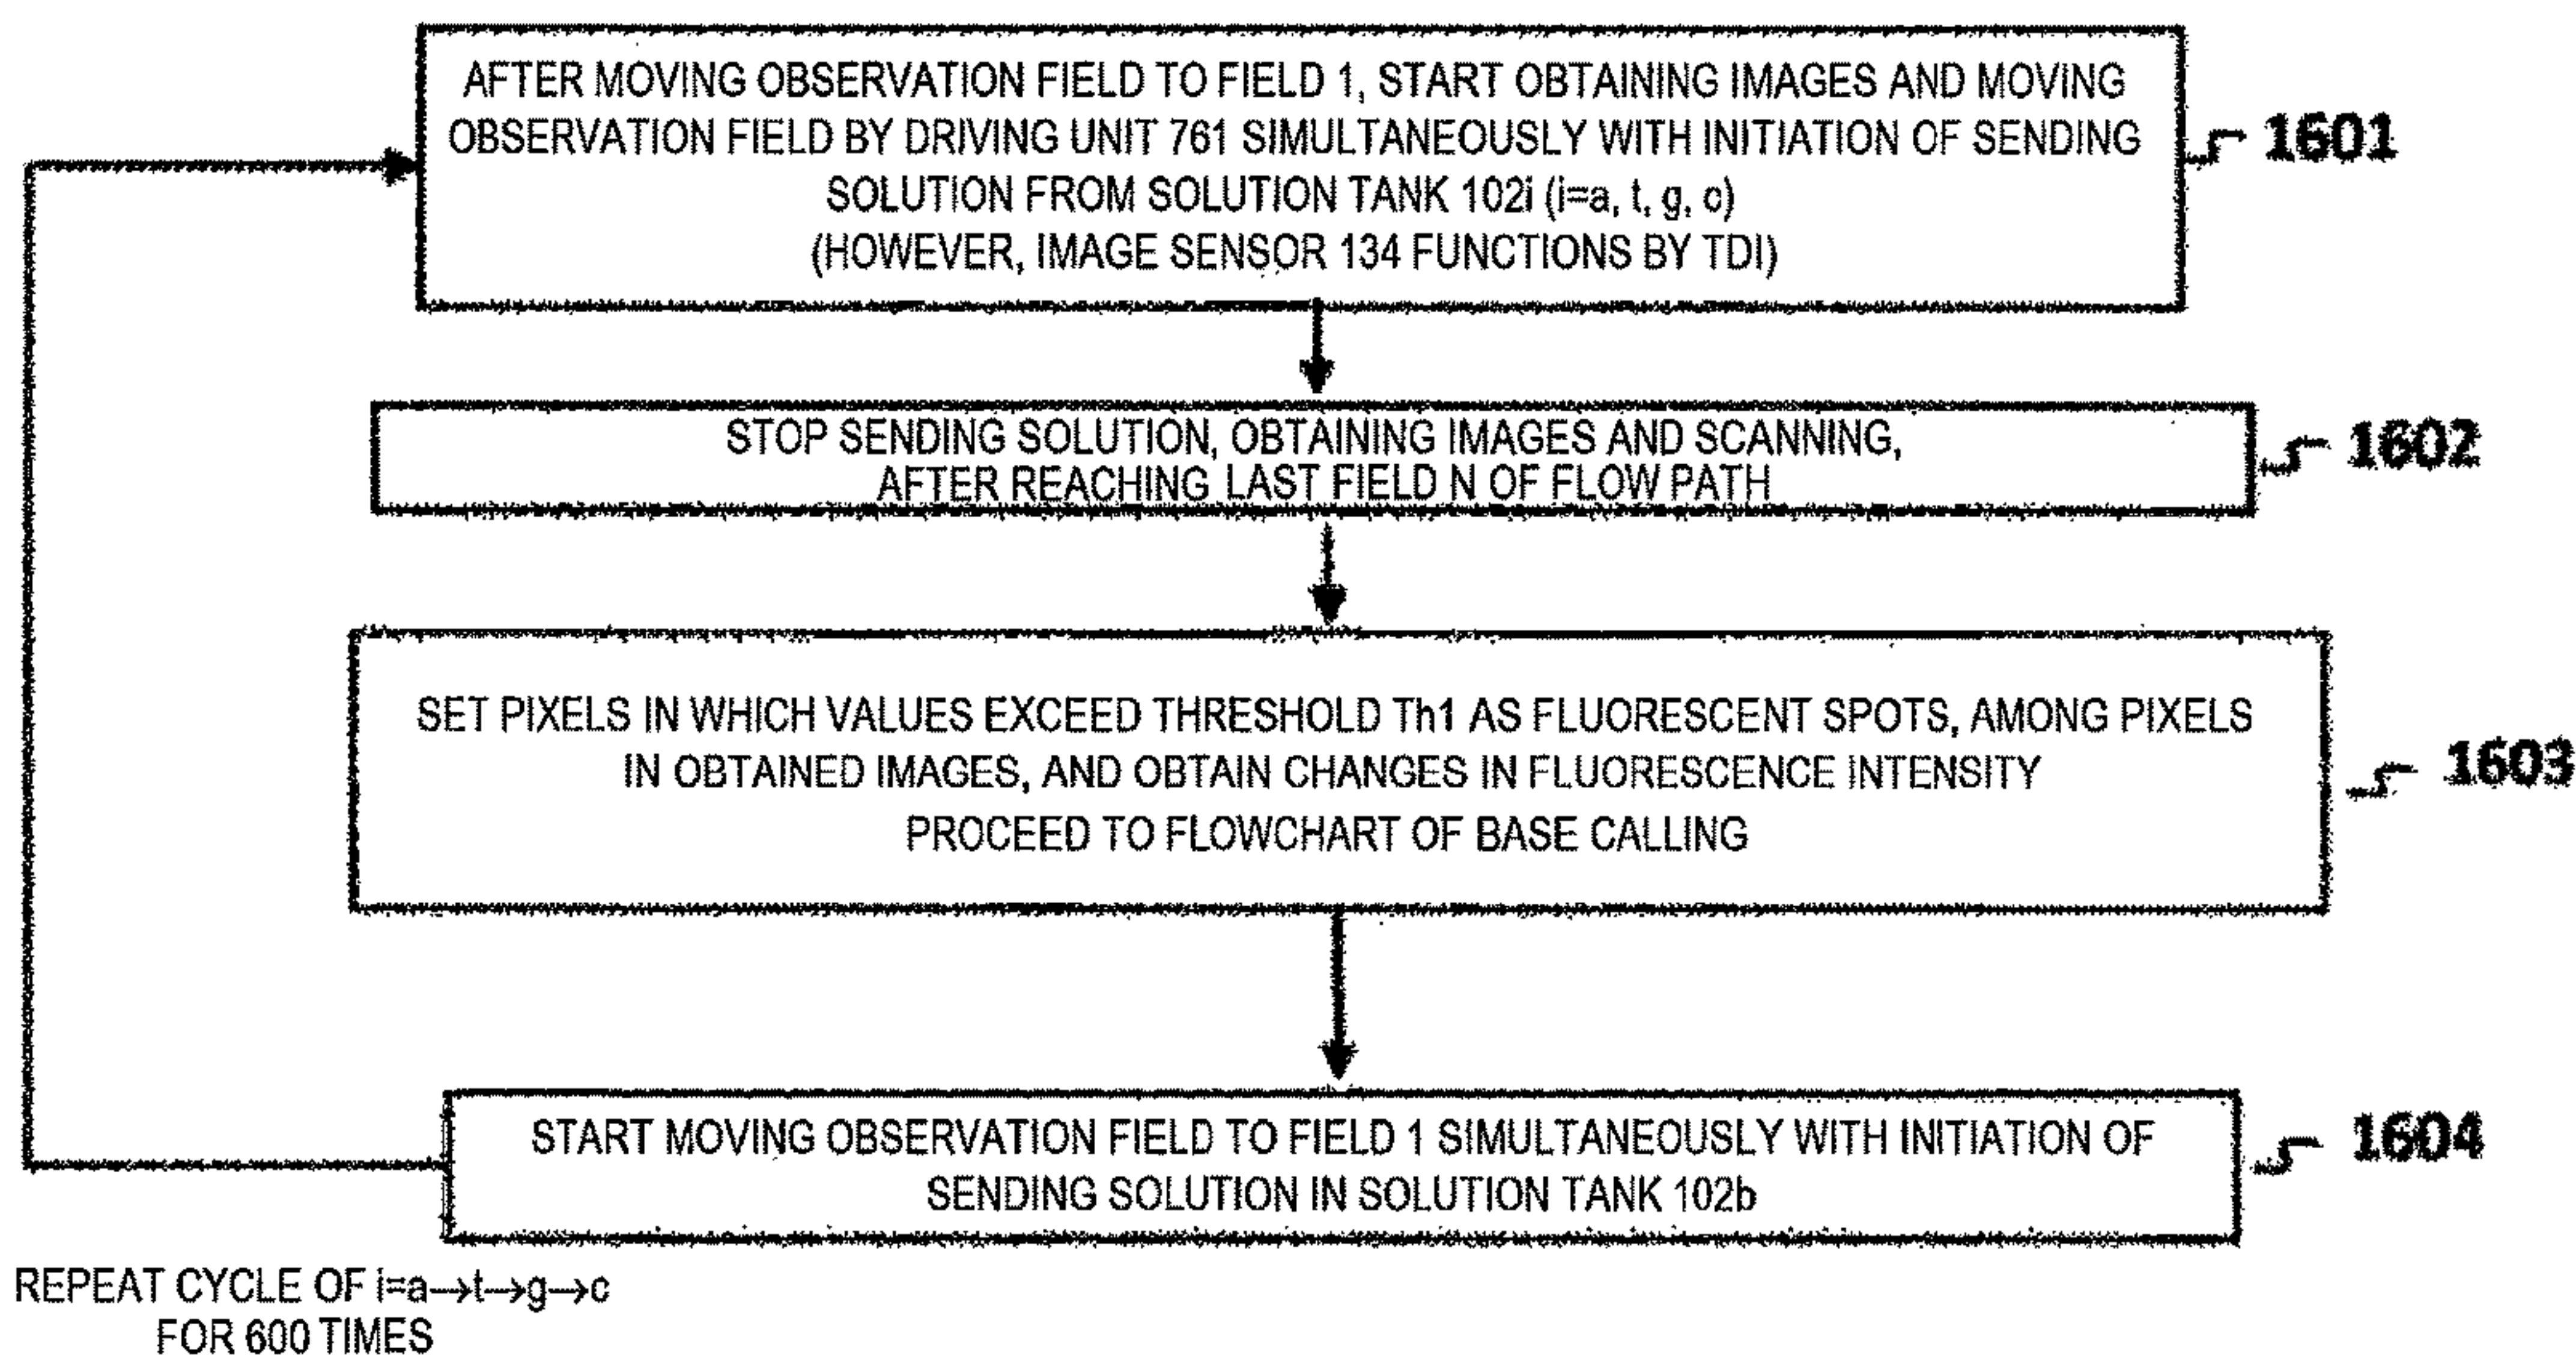 AFTER MOVING OBSERVATION FIELD TO FIELD 1, START OBTAINING IMAGES AND MOVING
OBSERVATION FIELD BY DRIVING UNIT 761 SIMULTANEOUSLY WITH INITIATION OF SENDING
SOLUTION FROM SOLUTION TANK 102i (i=a, t, g, c)
(HOWEVER, IMAGE SENSOR 134 FUNCTIONS BY TDI)
1601
STOP SENDING SOLUTION, OBTAINING IMAGES AND SCANNING,
AFTER REACHING LAST FIELD N OF FLOW PATH
1602
SET PIXELS IN WHICH VALUES EXCEED THRESHOLD Th1 AS FLUORESCENT SPOTS, AMONG PIXELS
IN OBTAINED IMAGES, AND OBTAIN CHANGES IN FLUORESCENCE INTENSITY
PROCEED TO FLOWCHART OF BASE CALLING
1603
START MOVING OBSERVATION FIELD TO FIELD 1 SIMULTANEOUSLY WITH INITIATION OF
SENDING SOLUTION IN SOLUTION TANK 102b
1604
REPEAT CYCLE OF i=a→t→g→c
FOR 600 TIMES